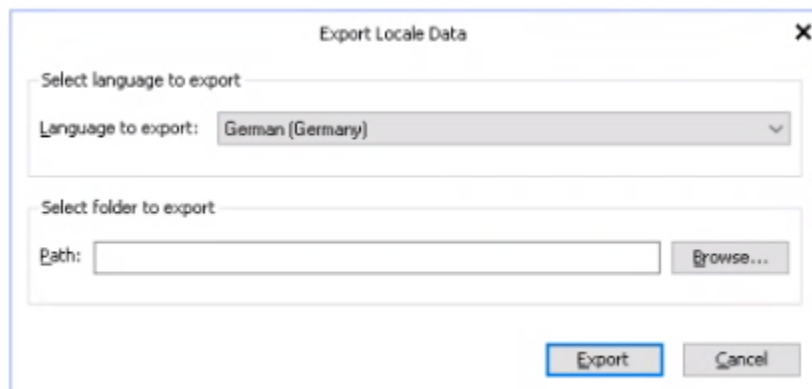 Export Locale Data
Select language to export
Language to export: German (Germany)
Select folder to export
Path: Browse...
Export Cancel